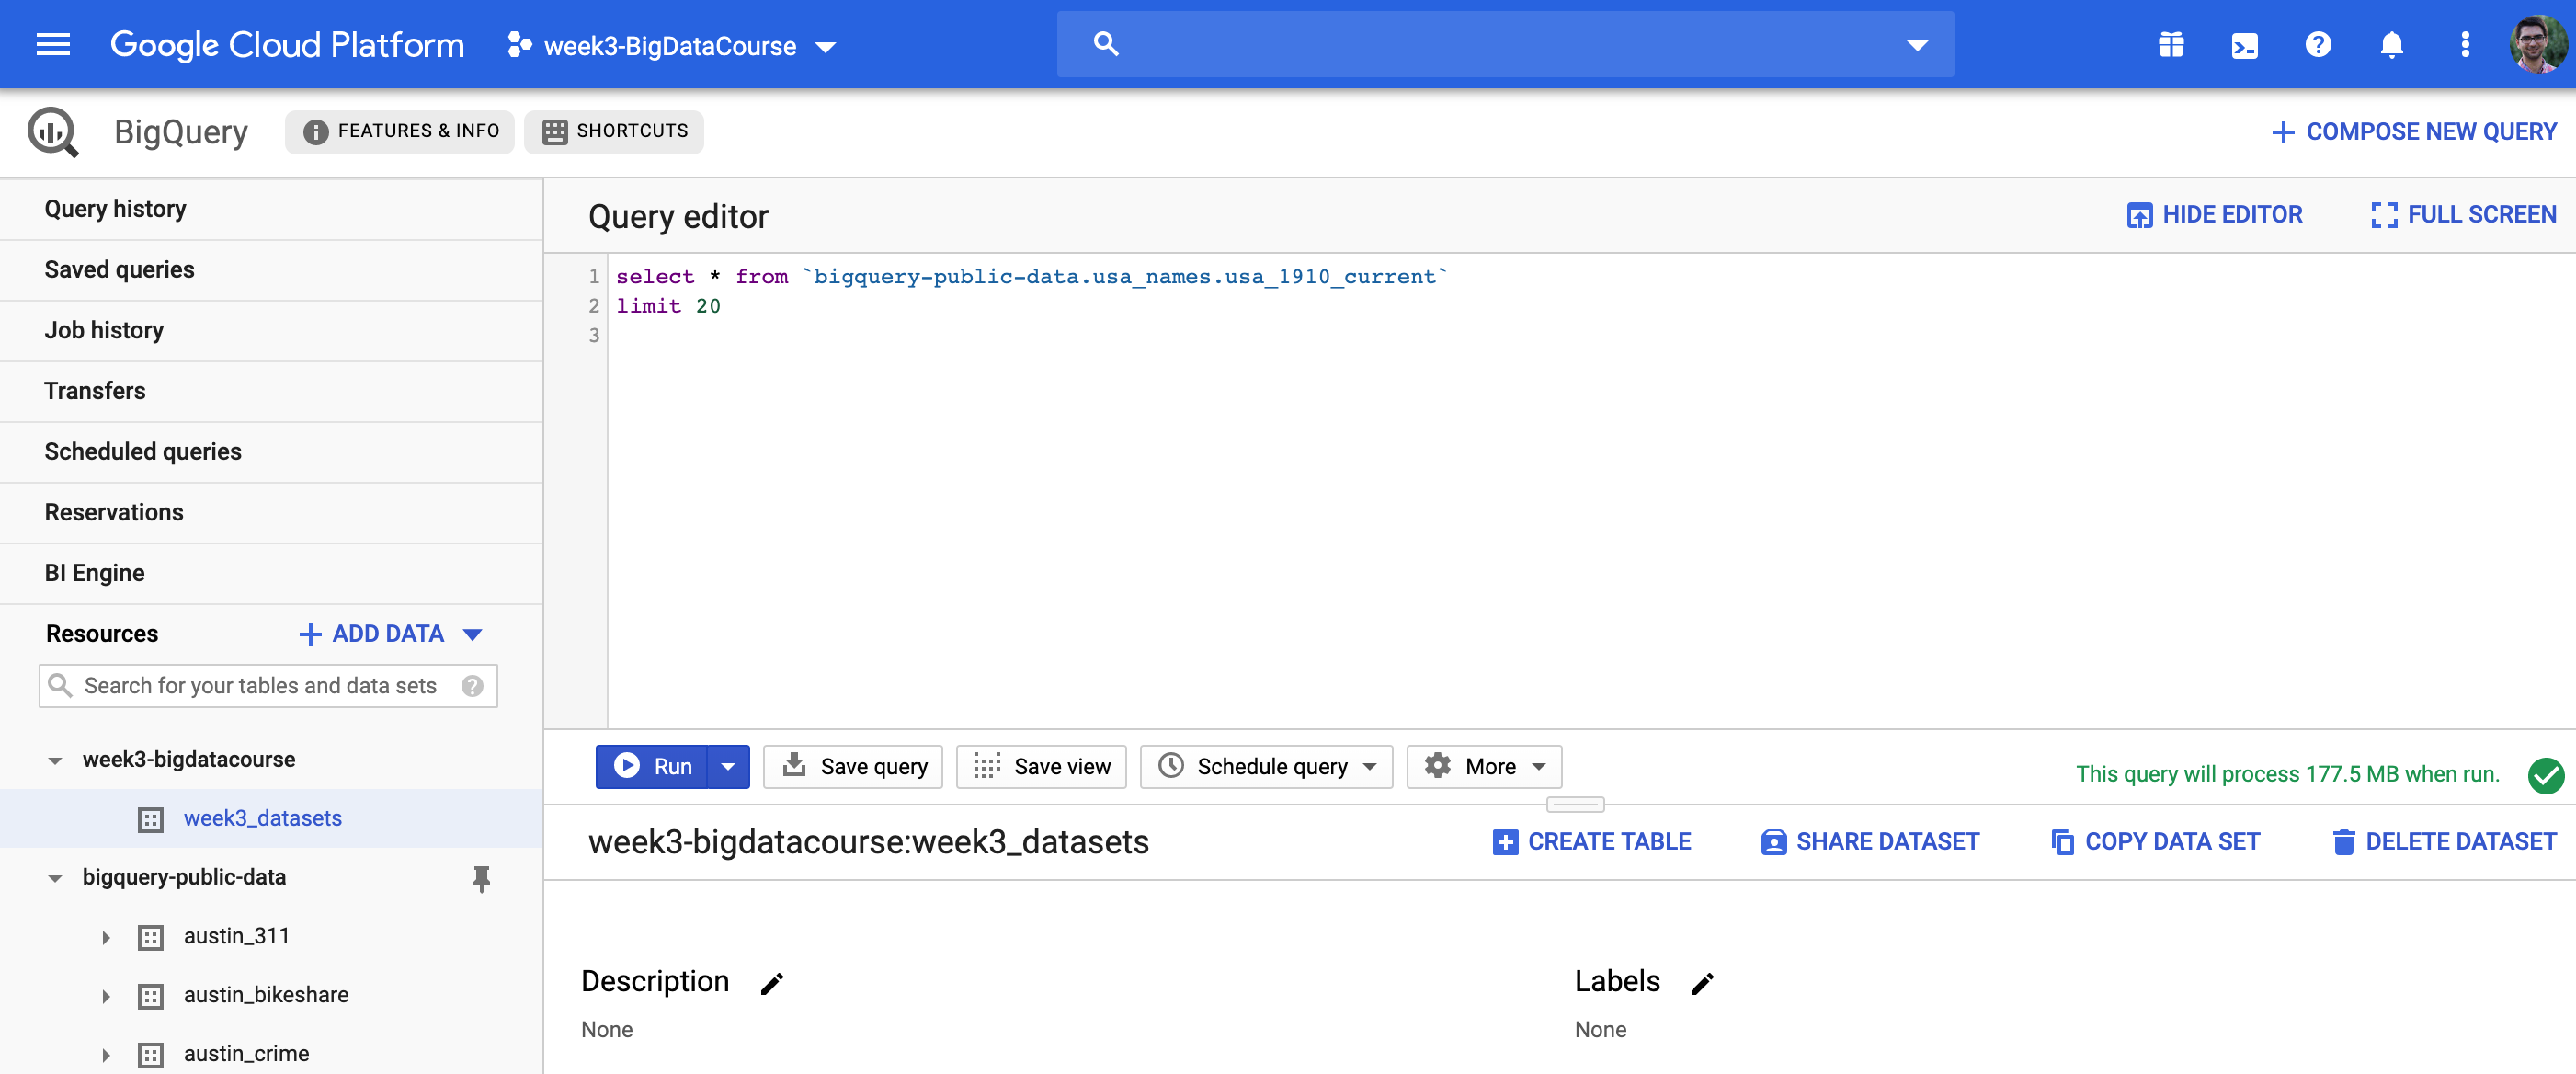 Google Cloud Platform week3-BigDataCourse
BigQuery FEATURES & INFO SHORTCUTS COMPOSE NEW QUERY
Query history
Saved queries
Job history
Transfers
Scheduled queries
Reservations
BI Engine
Resources ADD DATA
Search for your tables and data sets
week3-bigdatacourse
week3_datasets
bigquery-public-data
austin_311
austin_bikeshare
austin_crime
Query editor HIDE EDITOR FULL SCREEN
1 select * from `bigquery-public-data.usa_names.usa_1910_current`
2 limit 20
3
Run Save query Save view Schedule query More This query will process 177.5 MB when run.
week3-bigdatacourse:week3_datasets CREATE TABLE SHARE DATASET COPY DATA SET DELETE DATASET
Description Labels
None None